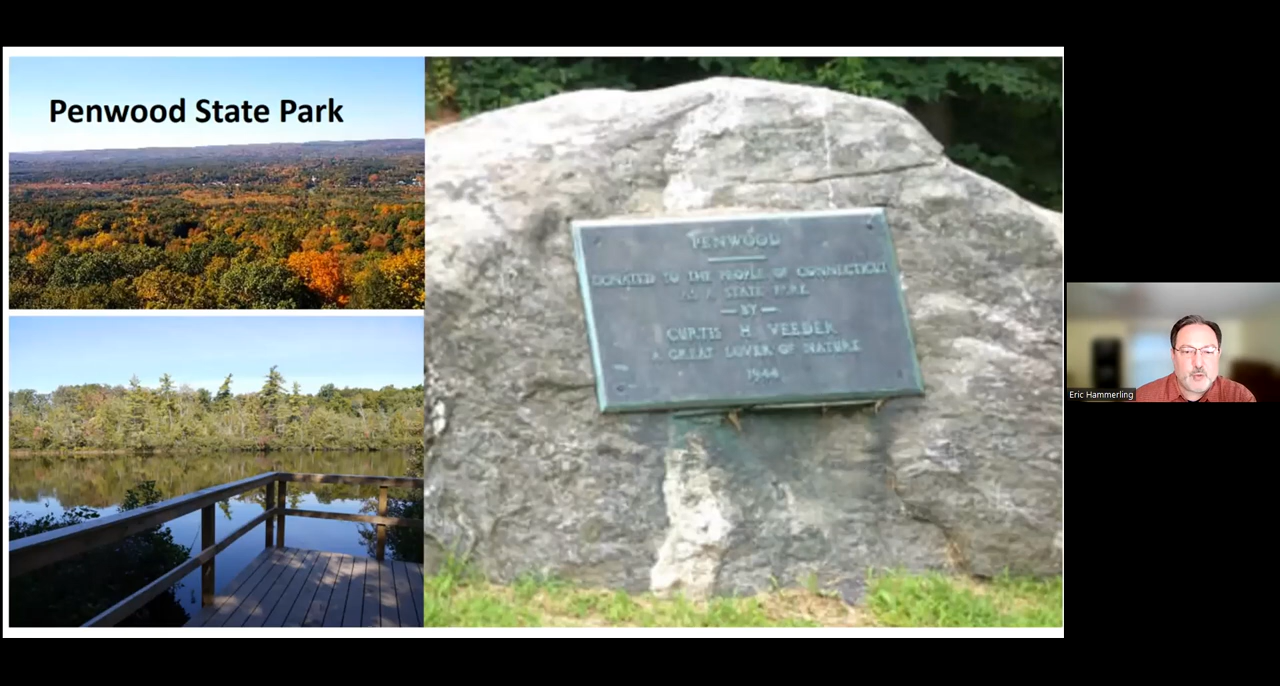 Penwood State Park
PENWOOD
DONATED TO THE PEOPLE OF CONNECTICUT
AS A STATE PARK
— BY —
CURTIS H VEEDER
A GREAT LOVER OF NATURE
1944
Eric Hammerling